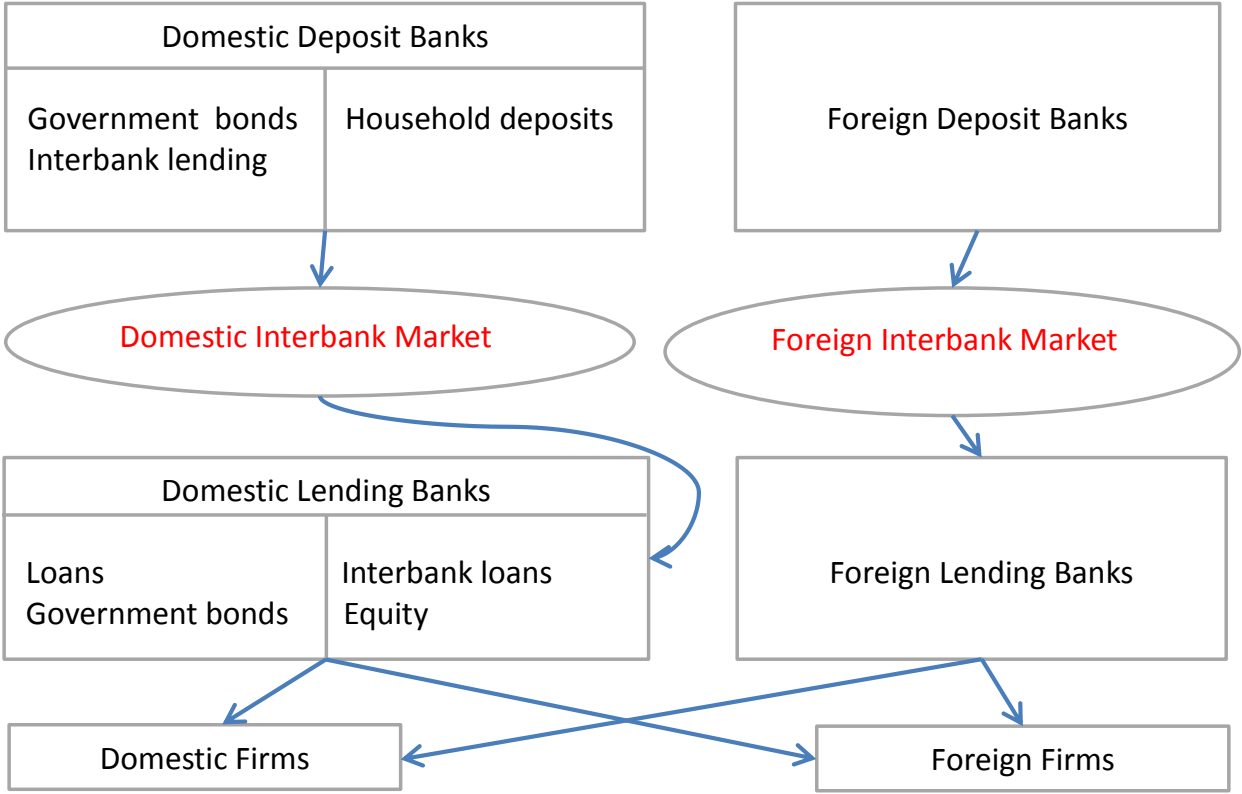 Domestic Deposit Banks
Government bonds
Interbank lending
Household deposits
Foreign Deposit Banks
Domestic Interbank Market
Foreign Interbank Market
Domestic Lending Banks
Loans
Government bonds
Interbank loans
Equity
Foreign Lending Banks
Domestic Firms
Foreign Firms